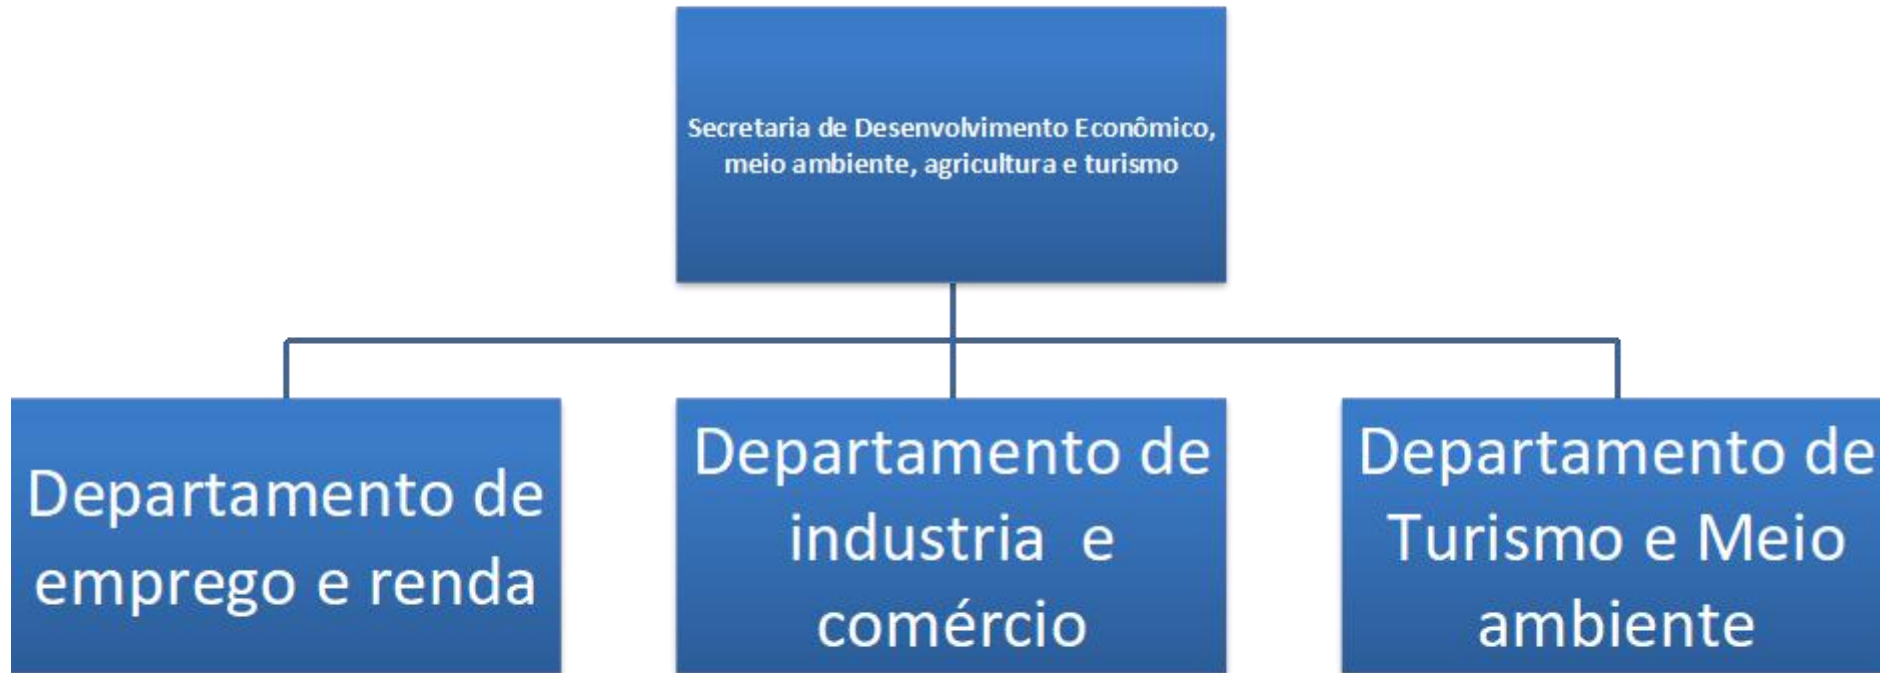 Secretaria de Desenvolvimento Econômico,
meio ambiente, agricultura e turismo
Departamento de
emprego e renda
Departamento de
industria  e
comércio
Departamento de
Turismo e Meio
ambiente